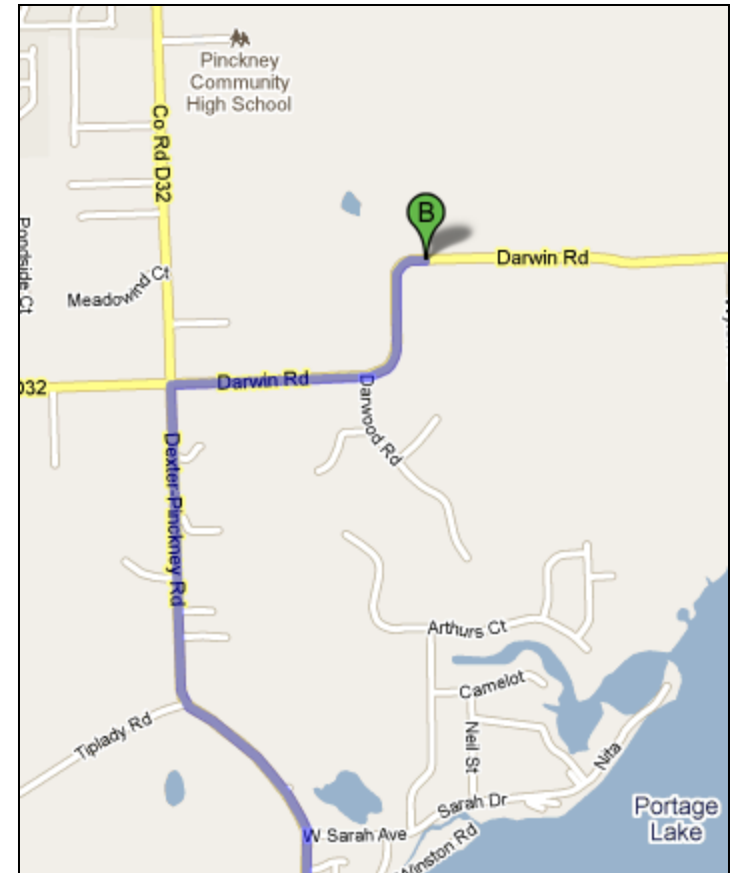 Pinckney
Community
High School
Co Rd D32
B
Darwin Rd
Pondside Ct
Meadowind Ct
D32
Darwin Rd
Darwood Rd
Dexter-Pinckney Rd
Arthurs Ct
Camelot
Tiplady Rd
Neil St
Nita
Sarah Dr
Portage
Lake
W Sarah Ave
Winston Rd